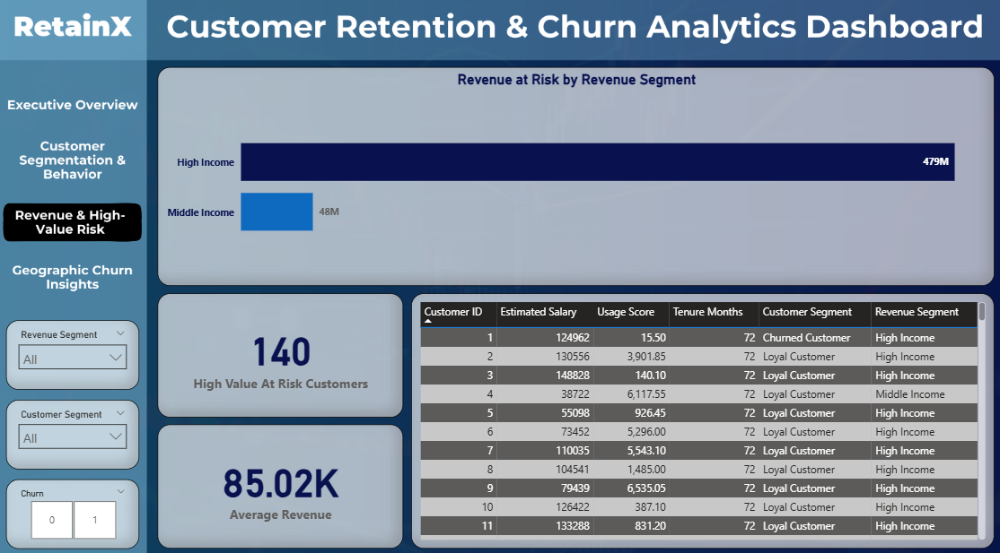 RetainX
Customer Retention & Churn Analytics Dashboard
Executive Overview
Customer
Segmentation &
Behavior
Revenue & High-
Value Risk
Geographic Churn
Insights
Revenue Segment
All
Customer Segment
All
Churn
0 1
Revenue at Risk by Revenue Segment
High Income 479M
Middle Income 48M
140
High Value At Risk Customers
85.02K
Average Revenue
Customer ID Estimated Salary Usage Score Tenure Months Customer Segment Revenue Segment
1 124962 15.50 72 Churned Customer High Income
2 130556 3,901.85 72 Loyal Customer High Income
3 148828 140.10 72 Loyal Customer High Income
4 38722 6,117.55 72 Loyal Customer Middle Income
5 55098 926.45 72 Loyal Customer High Income
6 73452 5,296.00 72 Loyal Customer High Income
7 110035 5,543.10 72 Loyal Customer High Income
8 104541 1,485.00 72 Loyal Customer High Income
9 79439 6,535.05 72 Loyal Customer High Income
10 126422 387.10 72 Loyal Customer High Income
11 133288 831.20 72 Loyal Customer High Income